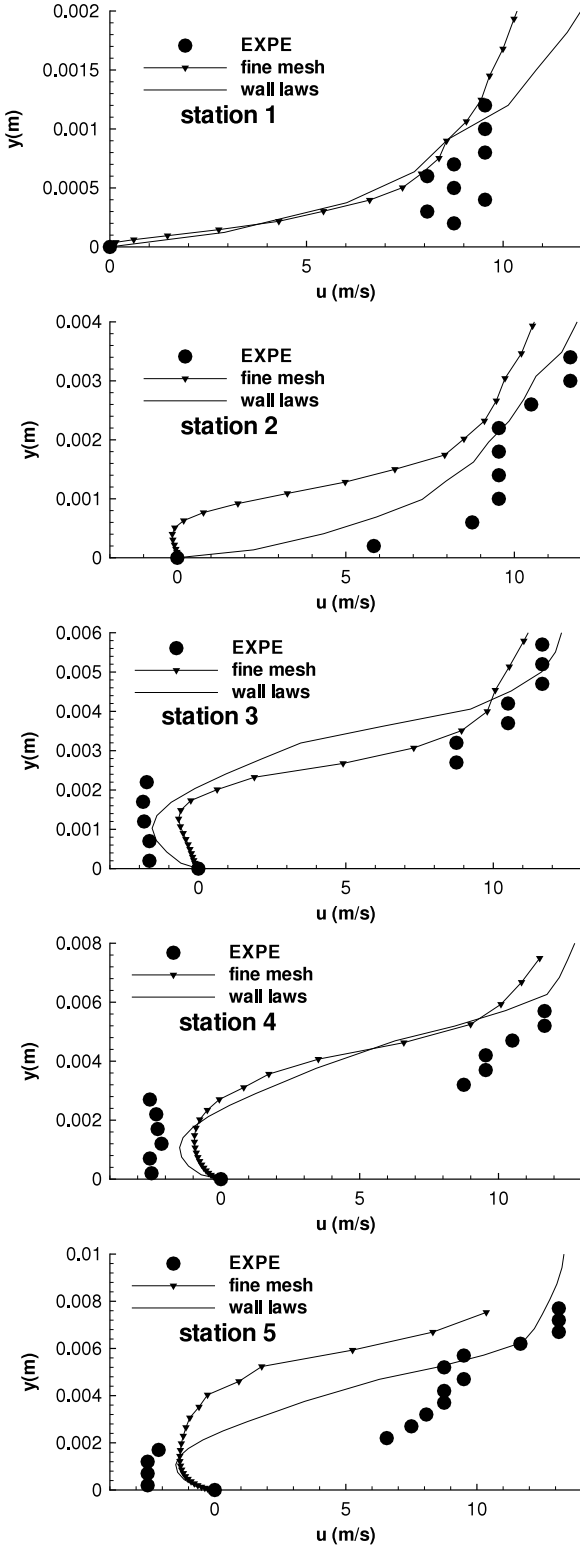 0.002
EXPE
fine mesh
0.0015
wall laws
station 1
y(m)
0.001
0.0005
0
0
5
10
u (m/s)
0.004
EXPE
fine mesh
0.003
wall laws
station 2
y(m)
0.002
0.001
0
0
5
10
u (m/s)
0.006
EXPE
0.005
fine mesh
wall laws
0.004
station 3
y(m)
0.003
0.002
0.001
0
0
5
10
u (m/s)
0.008
EXPE
fine mesh
0.006
wall laws
station 4
y(m)
0.004
0.002
0
0
5
10
u (m/s)
0.01
EXPE
fine mesh
0.008
wall laws
station 5
0.006
y(m)
0.004
0.002
0
0
5
10
u (m/s)